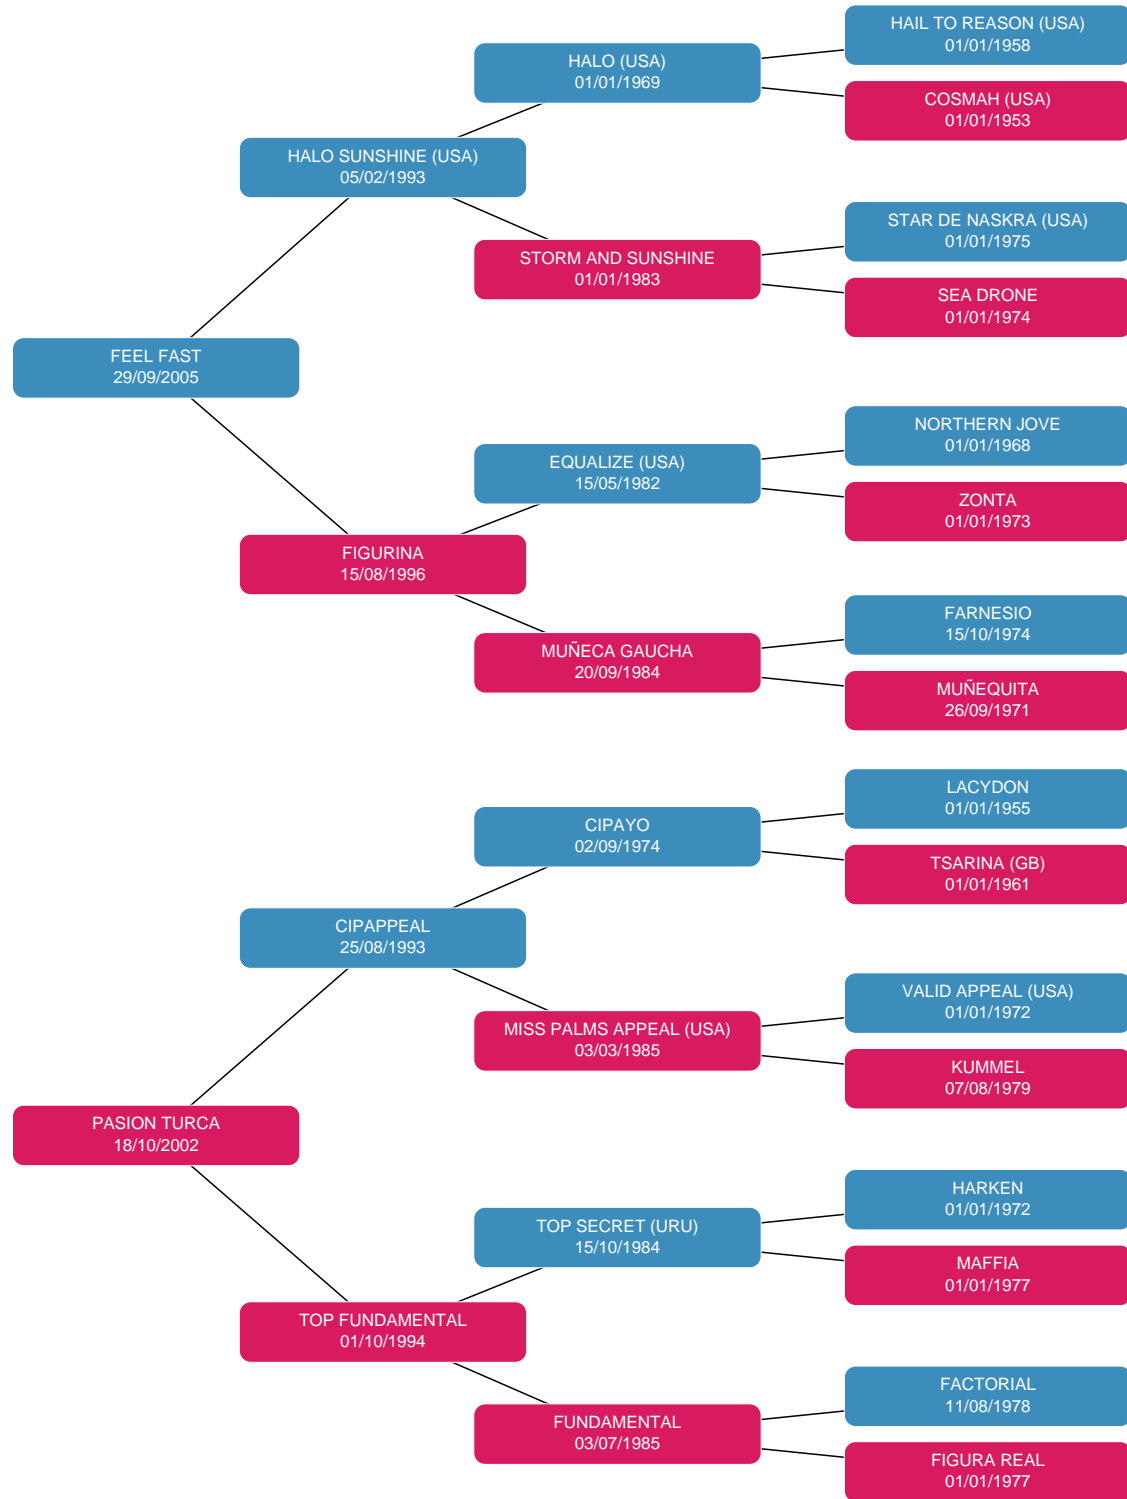 HAIL TO REASON (USA)
01/01/1958
HALO (USA)
01/01/1969
COSMAH (USA)
01/01/1953
HALO SUNSHINE (USA)
05/02/1993
STAR DE NASKRA (USA)
01/01/1975
STORM AND SUNSHINE
01/01/1983
SEA DRONE
01/01/1974
FEEL FAST
29/09/2005
NORTHERN JOVE
01/01/1968
EQUALIZE (USA)
15/05/1982
ZONTA
01/01/1973
FIGURINA
15/08/1996
FARNESIO
15/10/1974
MUÑECA GAUCHA
20/09/1984
MUÑEQUITA
26/09/1971
LACYDON
01/01/1955
CIPAYO
02/09/1974
TSARINA (GB)
01/01/1961
CIPAPPEAL
25/08/1993
VALID APPEAL (USA)
01/01/1972
MISS PALMS APPEAL (USA)
03/03/1985
KUMMEL
07/08/1979
PASION TURCA
18/10/2002
HARKEN
01/01/1972
TOP SECRET (URU)
15/10/1984
MAFFIA
01/01/1977
TOP FUNDAMENTAL
01/10/1994
FACTORIAL
11/08/1978
FUNDAMENTAL
03/07/1985
FIGURA REAL
01/01/1977